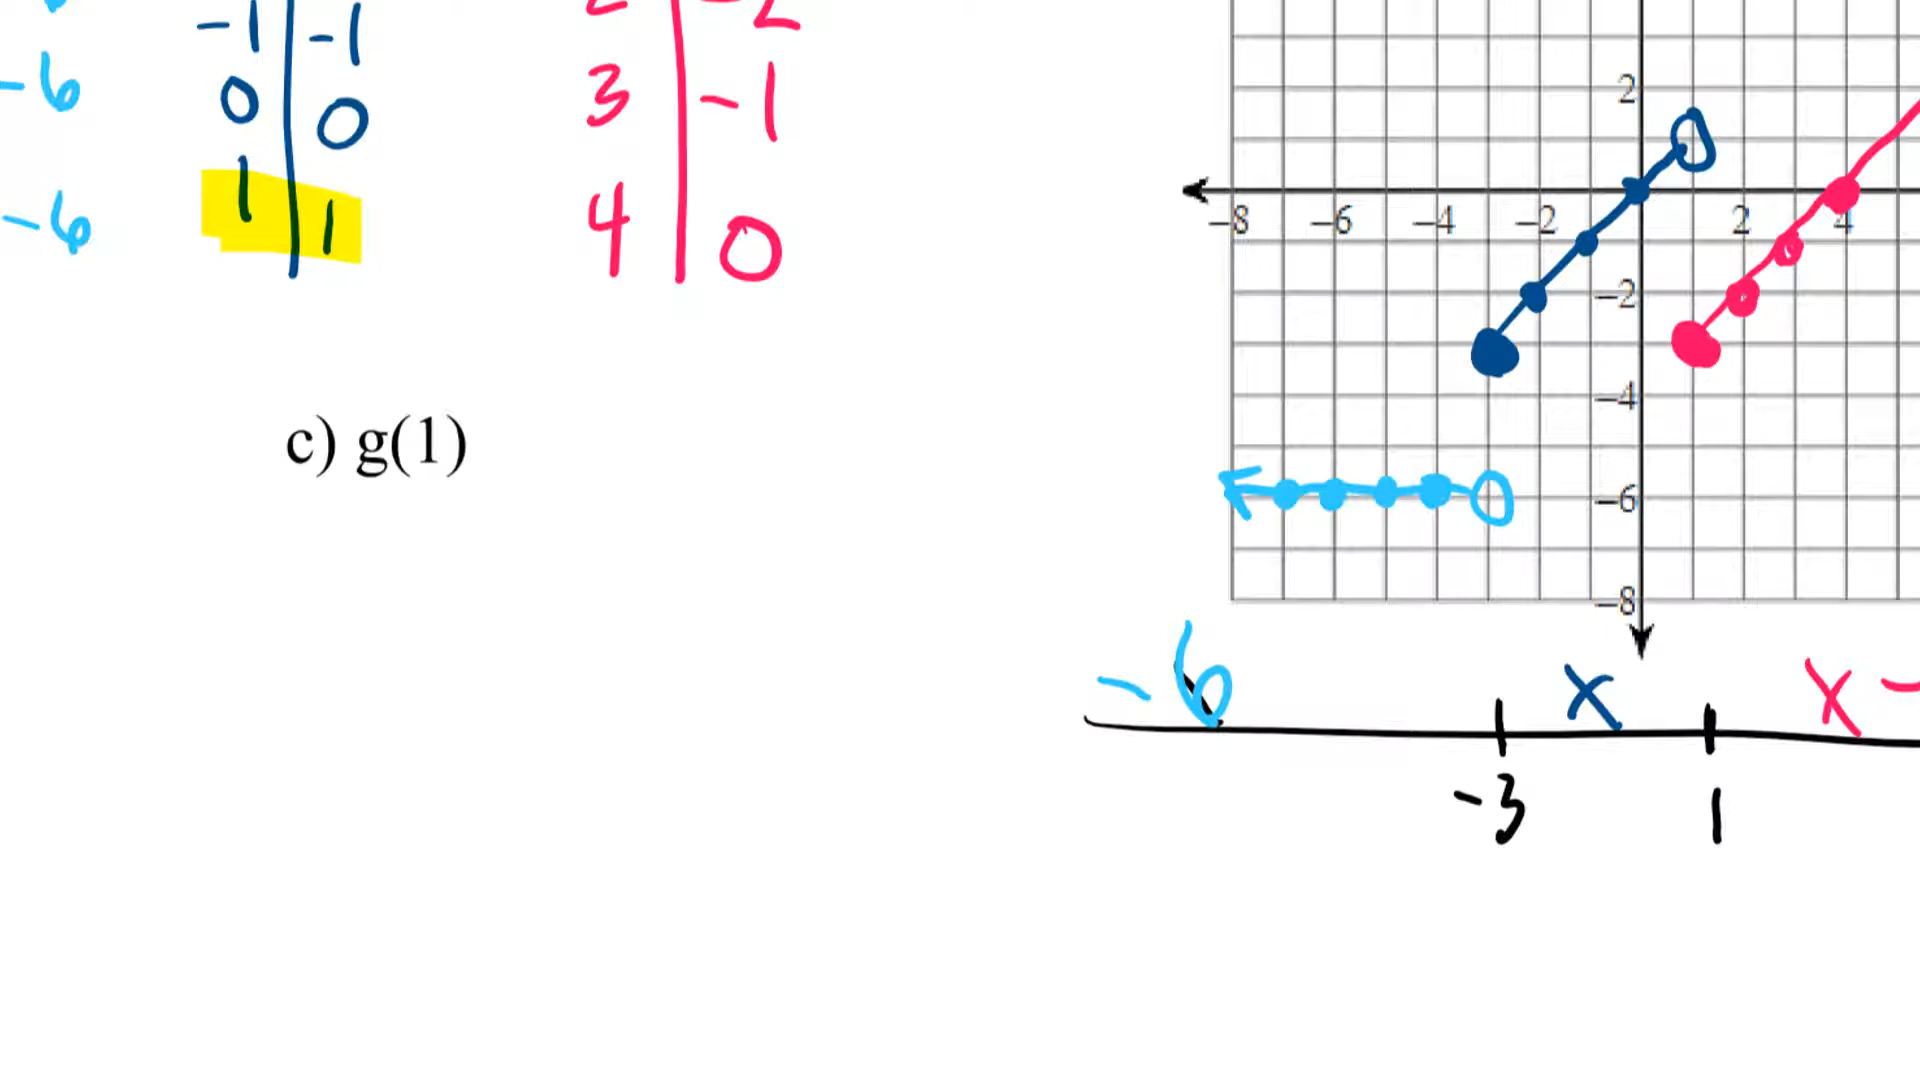 -1 | -1
2 | -2
-6
0 | 0
3 | -1
1 | 1
-6
4 | 0
c) g(1)
2
-8 -6 -4 -2 2 4
-2
-4
-6
-8
-6 x x -
-3 1